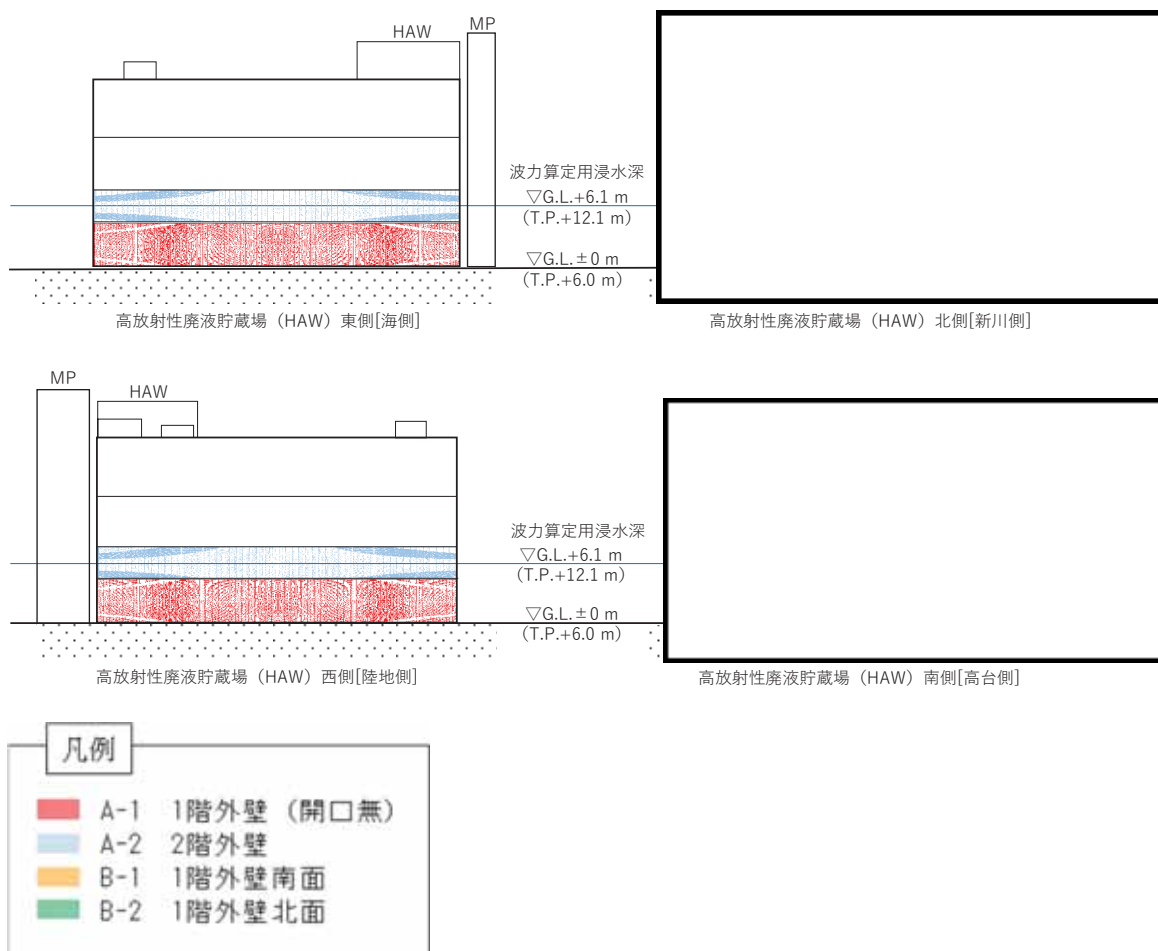 HAW
MP
波力算定用浸水深
▽G.L.+6.1 m
(T.P.+12.1 m)
▽G.L.±0 m
(T.P.+6.0 m)
高放射性廃液貯蔵場（HAW）東側[海側]
高放射性廃液貯蔵場（HAW）北側[新川側]
MP
HAW
波力算定用浸水深
▽G.L.+6.1 m
(T.P.+12.1 m)
▽G.L.±0 m
(T.P.+6.0 m)
高放射性廃液貯蔵場（HAW）西側[陸地側]
高放射性廃液貯蔵場（HAW）南側[高台側]
凡例
A-1 1階外壁（開口無）
A-2 2階外壁
B-1 1階外壁南面
B-2 1階外壁北面